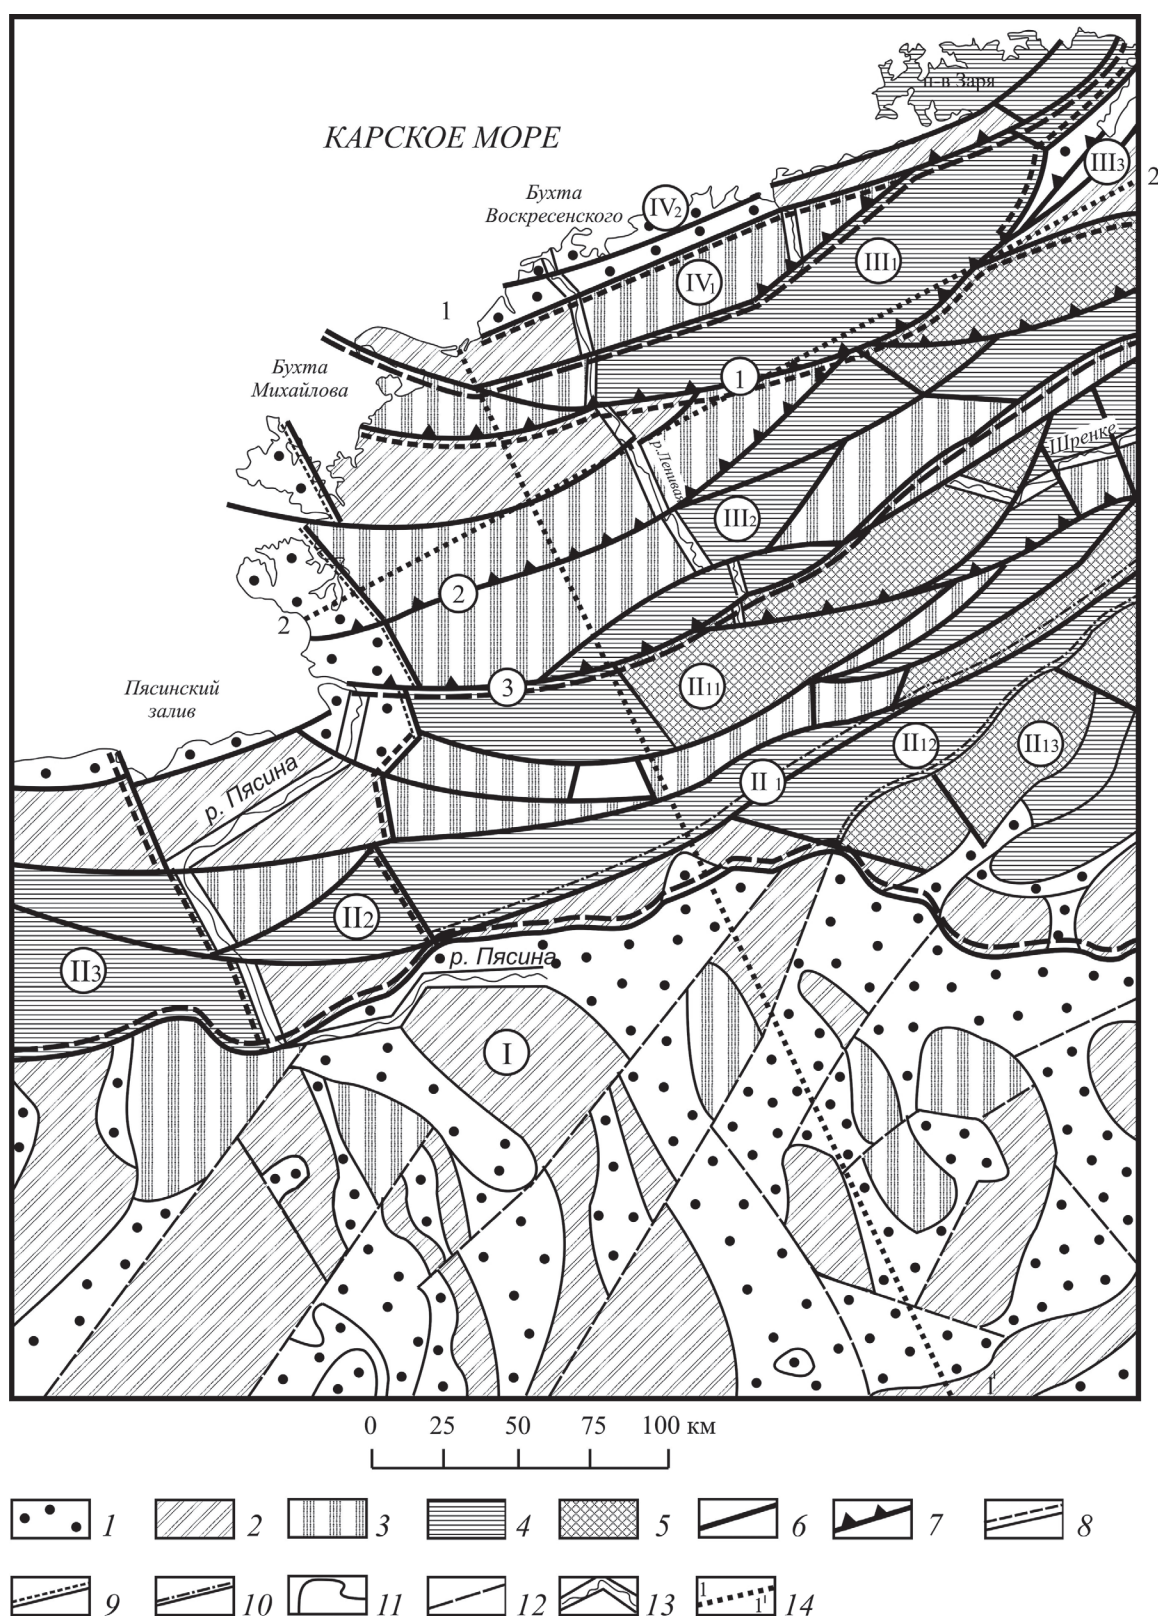 п-в Заря
КАРСКОЕ МОРЕ
III3
2
Бухта
Воскресенского
IV2
III1
IV1
1
Бухта
Михайлова
1
Шренке
р.Ленивая
III2
2
2
3
II11
Пясинский
залив
II12
II13
р. Пясина
II 1
II2
р. Пясина
II3
I
1'
0 25 50 75 100 км
1 2 3 4 5 6 7 8
9 10 11 12 13 1 1' 14